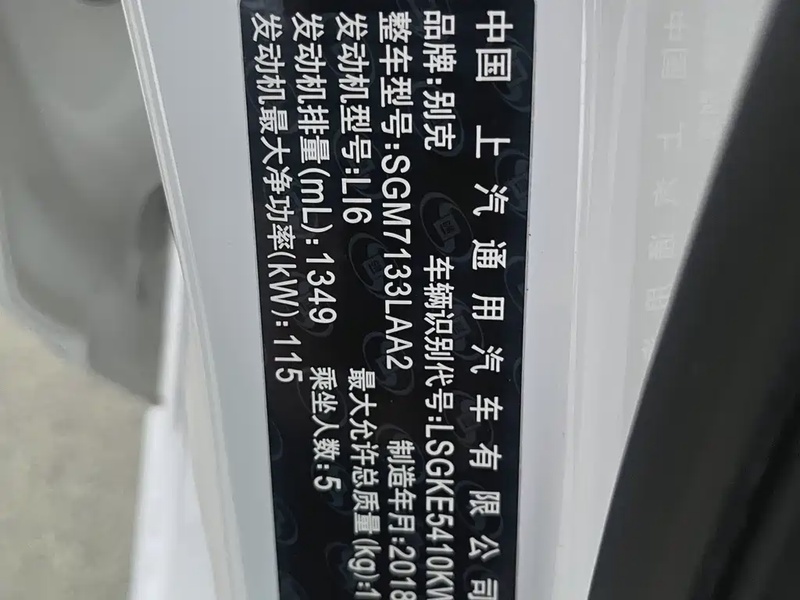 中国 上汽通用汽车有限公司
品牌:别克 车辆识别代号:LSGKE5410KW
整车型号:SGM7133LAA2 制造年月:2018
发动机型号:LI6 最大允许总质量(kg):1
发动机排量(mL):1349 乘坐人数:5
发动机最大净功率(kW):115